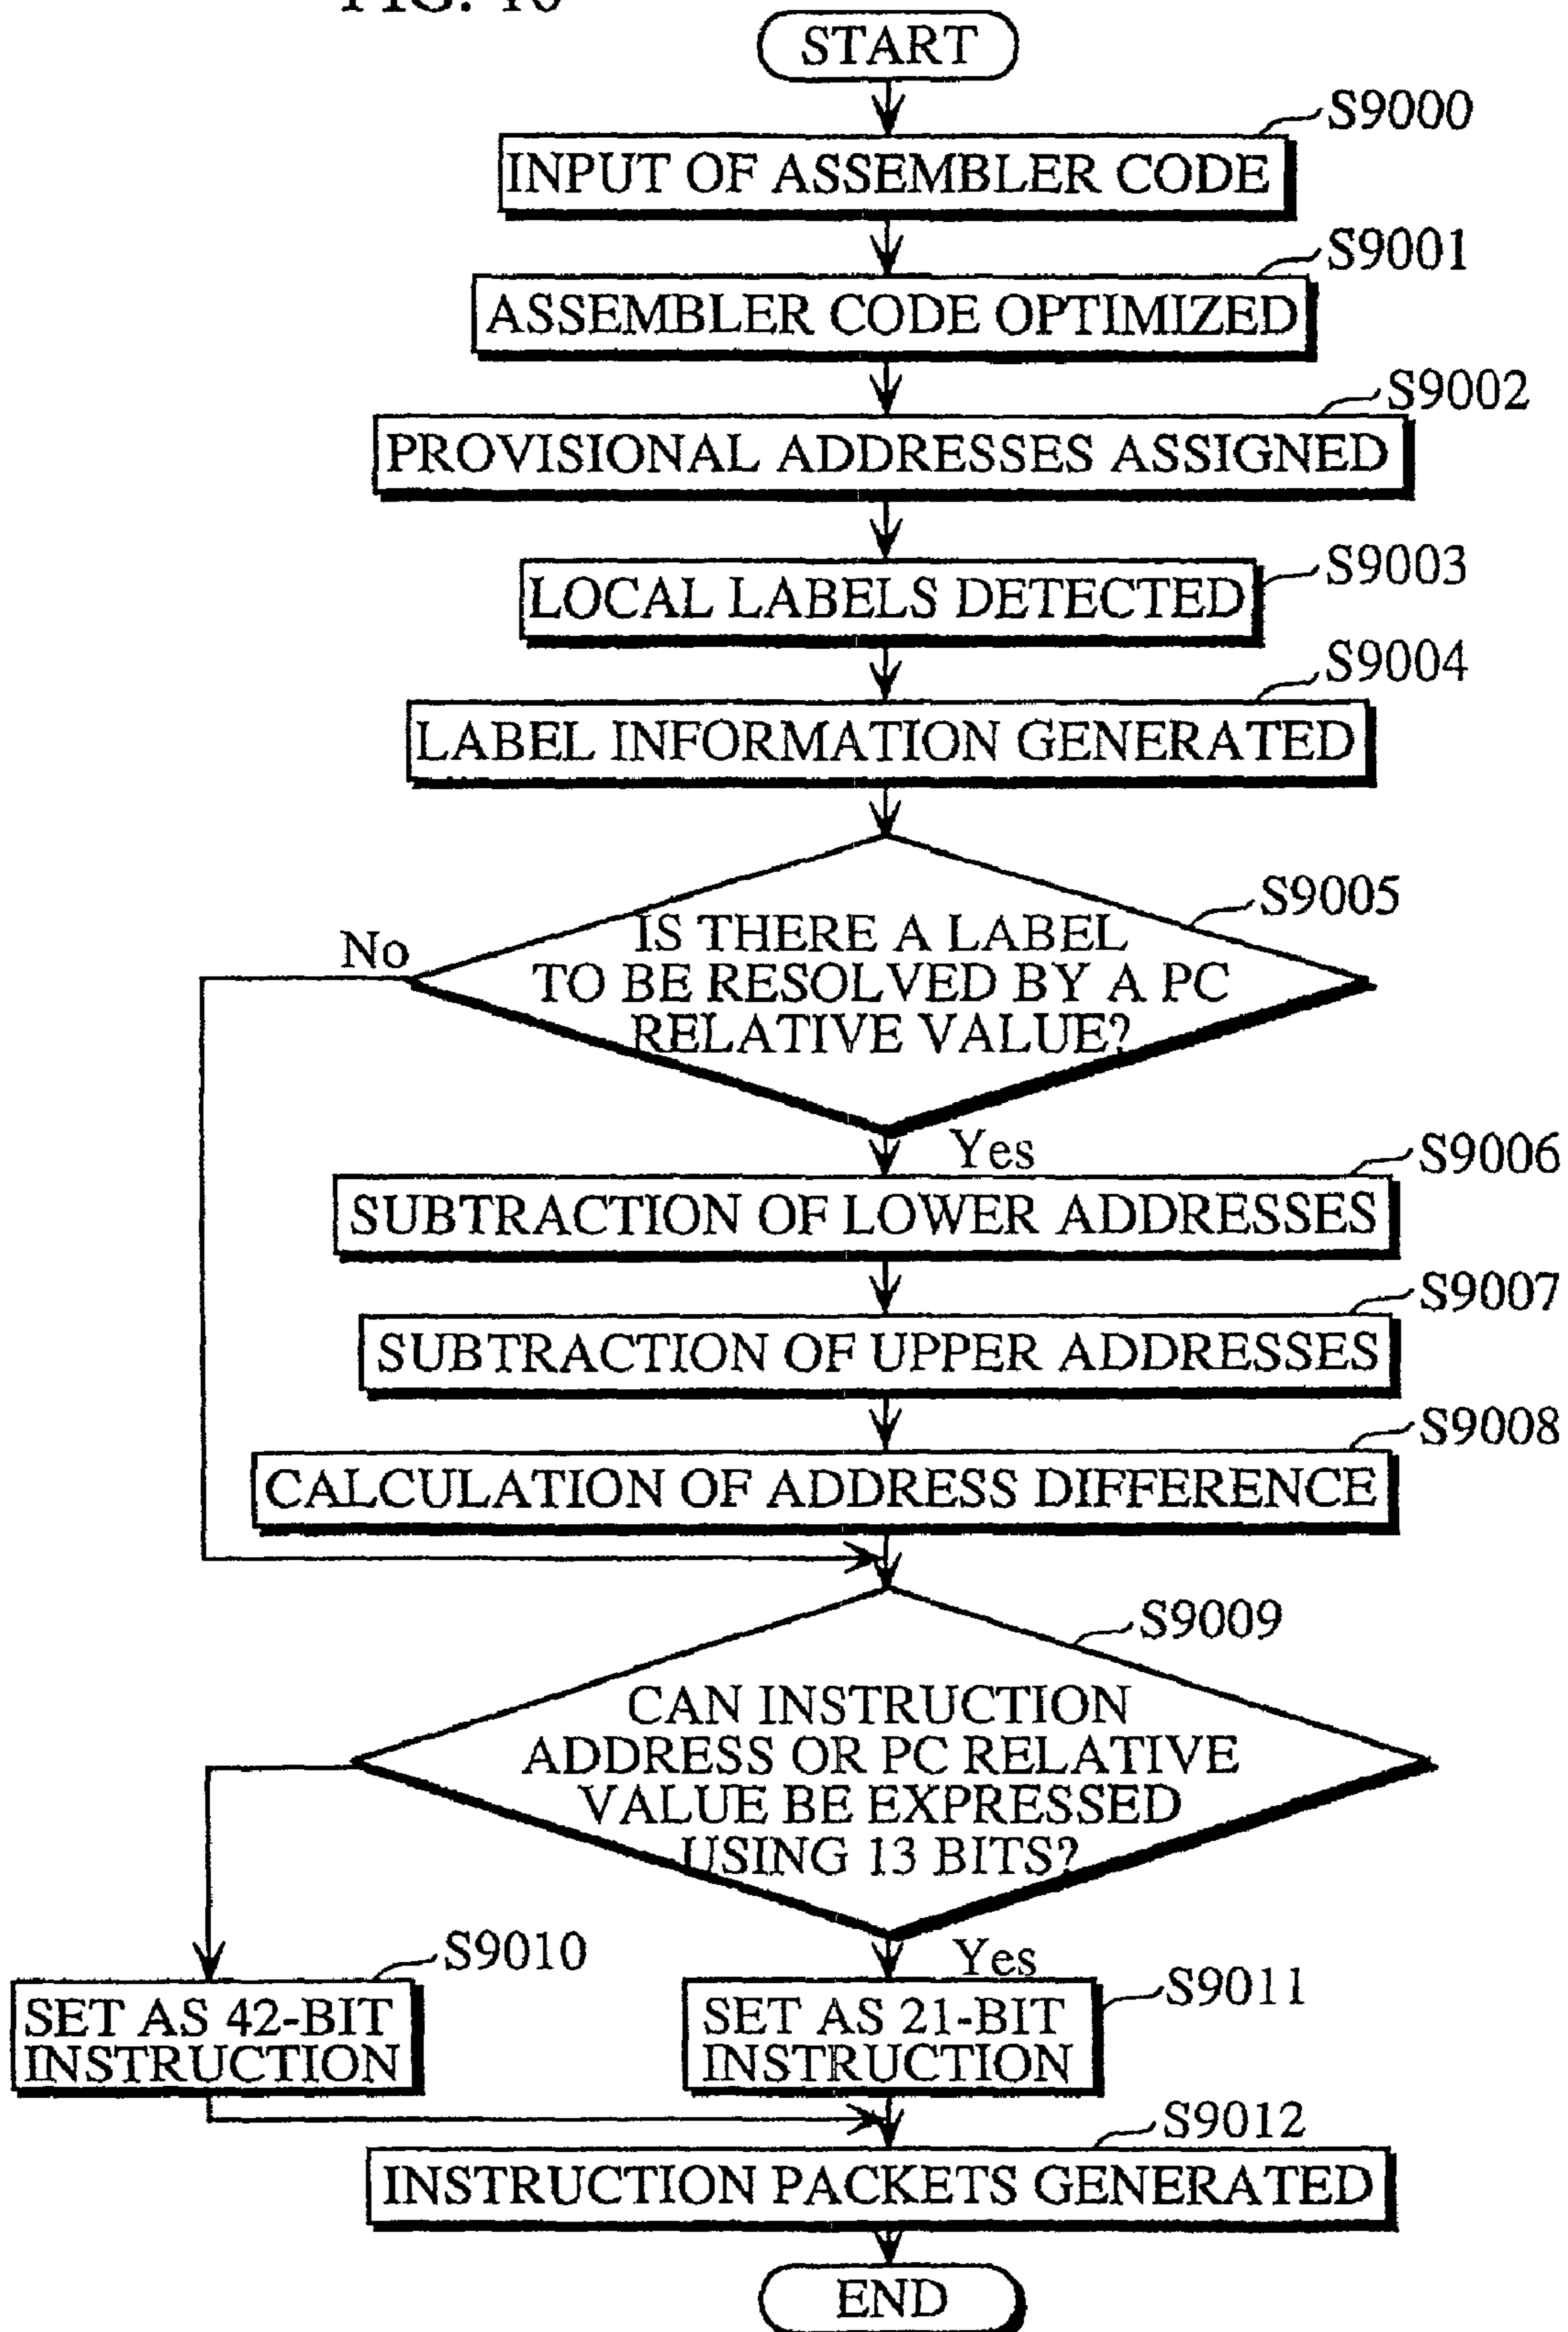 START
S9000
INPUT OF ASSEMBLER CODE
S9001
ASSEMBLER CODE OPTIMIZED
S9002
PROVISIONAL ADDRESSES ASSIGNED
S9003
LOCAL LABELS DETECTED
S9004
LABEL INFORMATION GENERATED
S9005
No
IS THERE A LABEL
TO BE RESOLVED BY A PC
RELATIVE VALUE?
Yes
S9006
SUBTRACTION OF LOWER ADDRESSES
S9007
SUBTRACTION OF UPPER ADDRESSES
S9008
CALCULATION OF ADDRESS DIFFERENCE
S9009
CAN INSTRUCTION
ADDRESS OR PC RELATIVE
VALUE BE EXPRESSED
USING 13 BITS?
Yes
S9010
SET AS 42-BIT
INSTRUCTION
S9011
SET AS 21-BIT
INSTRUCTION
S9012
INSTRUCTION PACKETS GENERATED
END